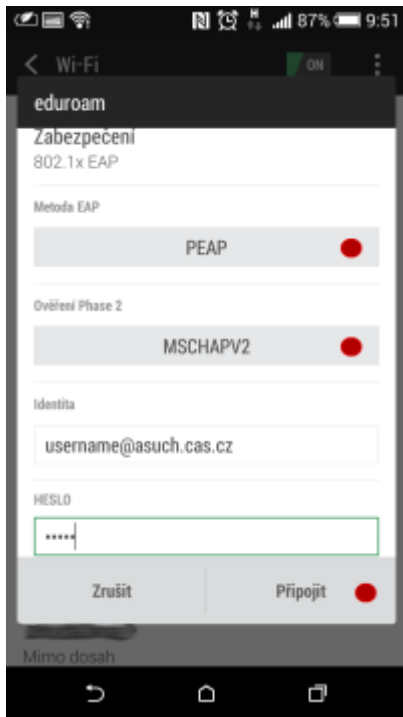 87% 9:51
Wi-Fi ON
eduroam
Zabezpečení
802.1x EAP
Metoda EAP
PEAP
Ověření Phase 2
MSCHAPV2
Identita
username@asuch.cas.cz
HESLO
•••••
Zrušit Připojit
Mimo dosah